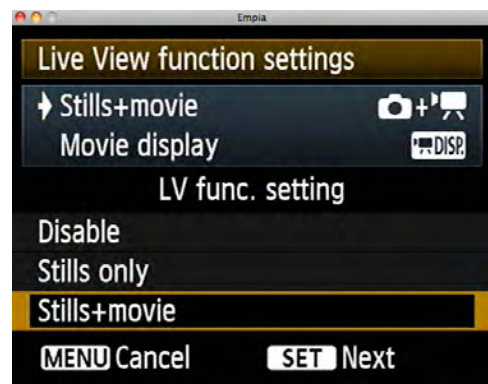 Empia
Live View function settings
Stills+movie +
Movie display DISP.
LV func. setting
Disable
Stills only
Stills+movie
MENU Cancel SET Next